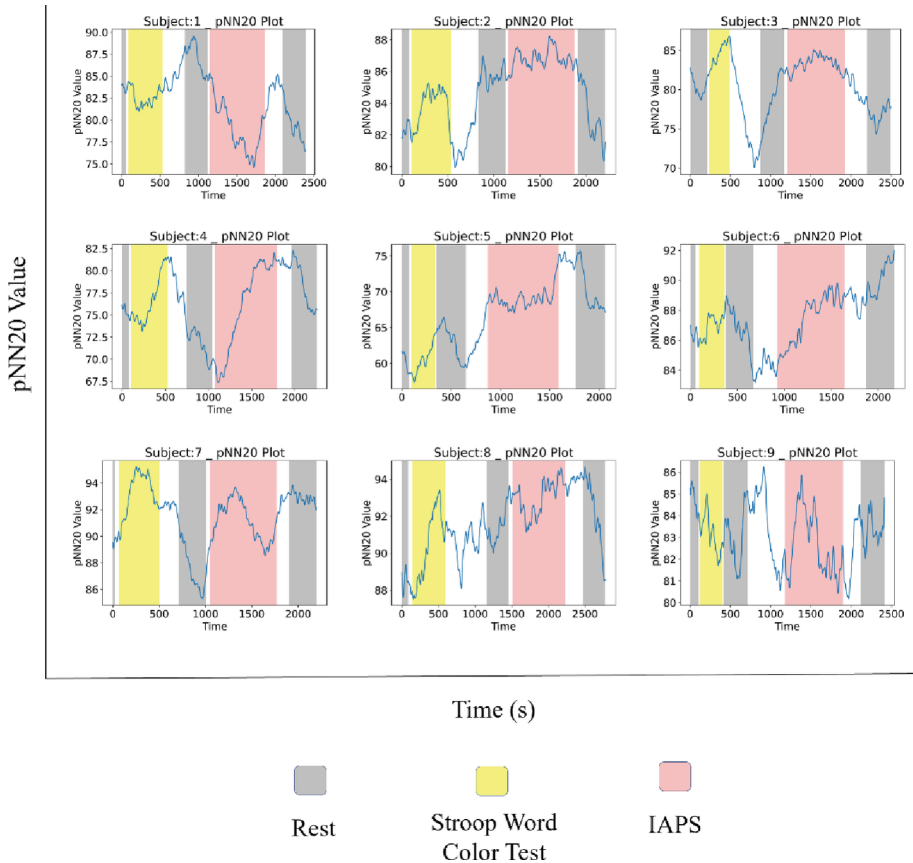 Subject:1 _ pNN20 Plot
90.0
87.5
85.0
82.5
80.0
77.5
75.0
pNN20 Value
0 500 1000 1500 2000 2400
Time
Subject:2 _ pNN20 Plot
88
86
84
82
80
pNN20 Value
0 500 1000 1500 2000
Time
Subject:3 _ pNN20 Plot
85
80
75
70
pNN20 Value
0 500 1000 1500 2000 2500
Time
Subject:4 _ pNN20 Plot
82.5
80.0
77.5
75.0
72.5
70.0
67.5
pNN20 Value
0 500 1000 1500 2000
Time
Subject:5 _ pNN20 Plot
75
70
65
60
pNN20 Value
0 500 1000 1500 2000
Time
Subject:6 _ pNN20 Plot
92
90
88
86
84
pNN20 Value
0 500 1000 1500 2000
Time
Subject:7 _ pNN20 Plot
94
92
90
88
86
pNN20 Value
0 500 1000 1500 2000
Time
Subject:8 _ pNN20 Plot
94
92
90
88
pNN20 Value
0 500 1000 1500 2000 2500
Time
Subject:9 _ pNN20 Plot
86
85
84
83
82
81
80
pNN20 Value
0 500 1000 1500 2000 2500
Time
pNN20 Value
Time (s)
Rest
Stroop Word
Color Test
IAPS